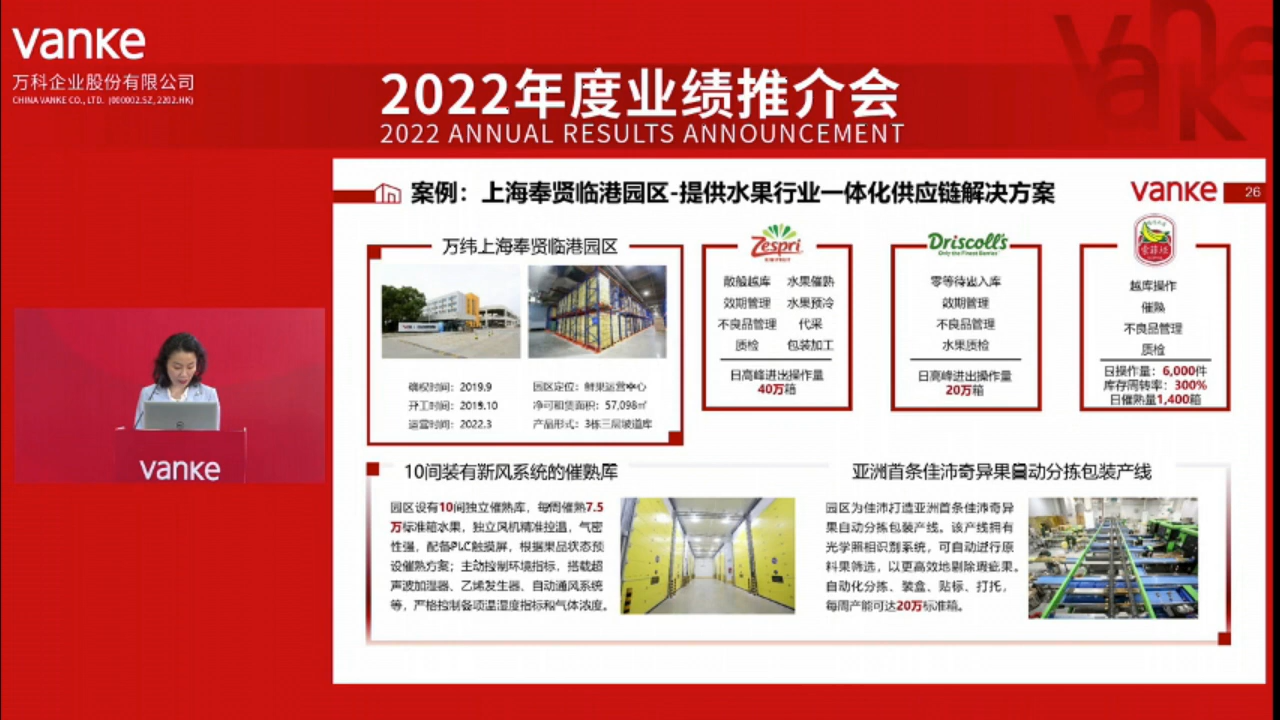 vanke
万科企业股份有限公司
CHINA VANKE CO., LTD. (000002.SZ, 2202.HK)
2022年度业绩推介会
2022 ANNUAL RESULTS ANNOUNCEMENT
案例：上海奉贤临港园区-提供水果行业一体化供应链解决方案
vanke
26
万纬上海奉贤临港园区
确权时间：2019.9
开工时间：2019.10
运营时间：2022.3
园区定位：鲜果运营中心
净可租赁面积：57,098㎡
产品形式：3栋三层坡道库
Zespri
KIWIFRUIT
散船越库 水果催熟
效期管理 水果预冷
不良品管理 代采
质检 包装加工
日高峰进出操作量
40万箱
Driscoll's
Only the Finest Berries
零等待出入库
效期管理
不良品管理
水果质检
日高峰进出操作量
20万箱
越库操作
催熟
不良品管理
质检
日操作量：6,000件
库存周转率：300%
日催熟量1,400箱
10间装有新风系统的催熟库
园区设有10间独立催熟库，每周催熟7.5
万标准箱水果，独立风机精准控温，气密
性强，配备PLC触摸屏，根据果品状态预
设催熟方案；主动控制环境指标，搭载超
声波加湿器、乙烯发生器、自动通风系统
等，严格控制各项温湿度指标和气体浓度。
亚洲首条佳沛奇异果自动分拣包装产线
园区为佳沛打造亚洲首条佳沛奇异
果自动分拣包装产线。该产线拥有
光学照相识别系统，可自动进行原
料果筛选，以更高效地剔除瑕疵果。
自动化分拣、装盒、贴标、打托，
每周产能可达20万标准箱。
vanke